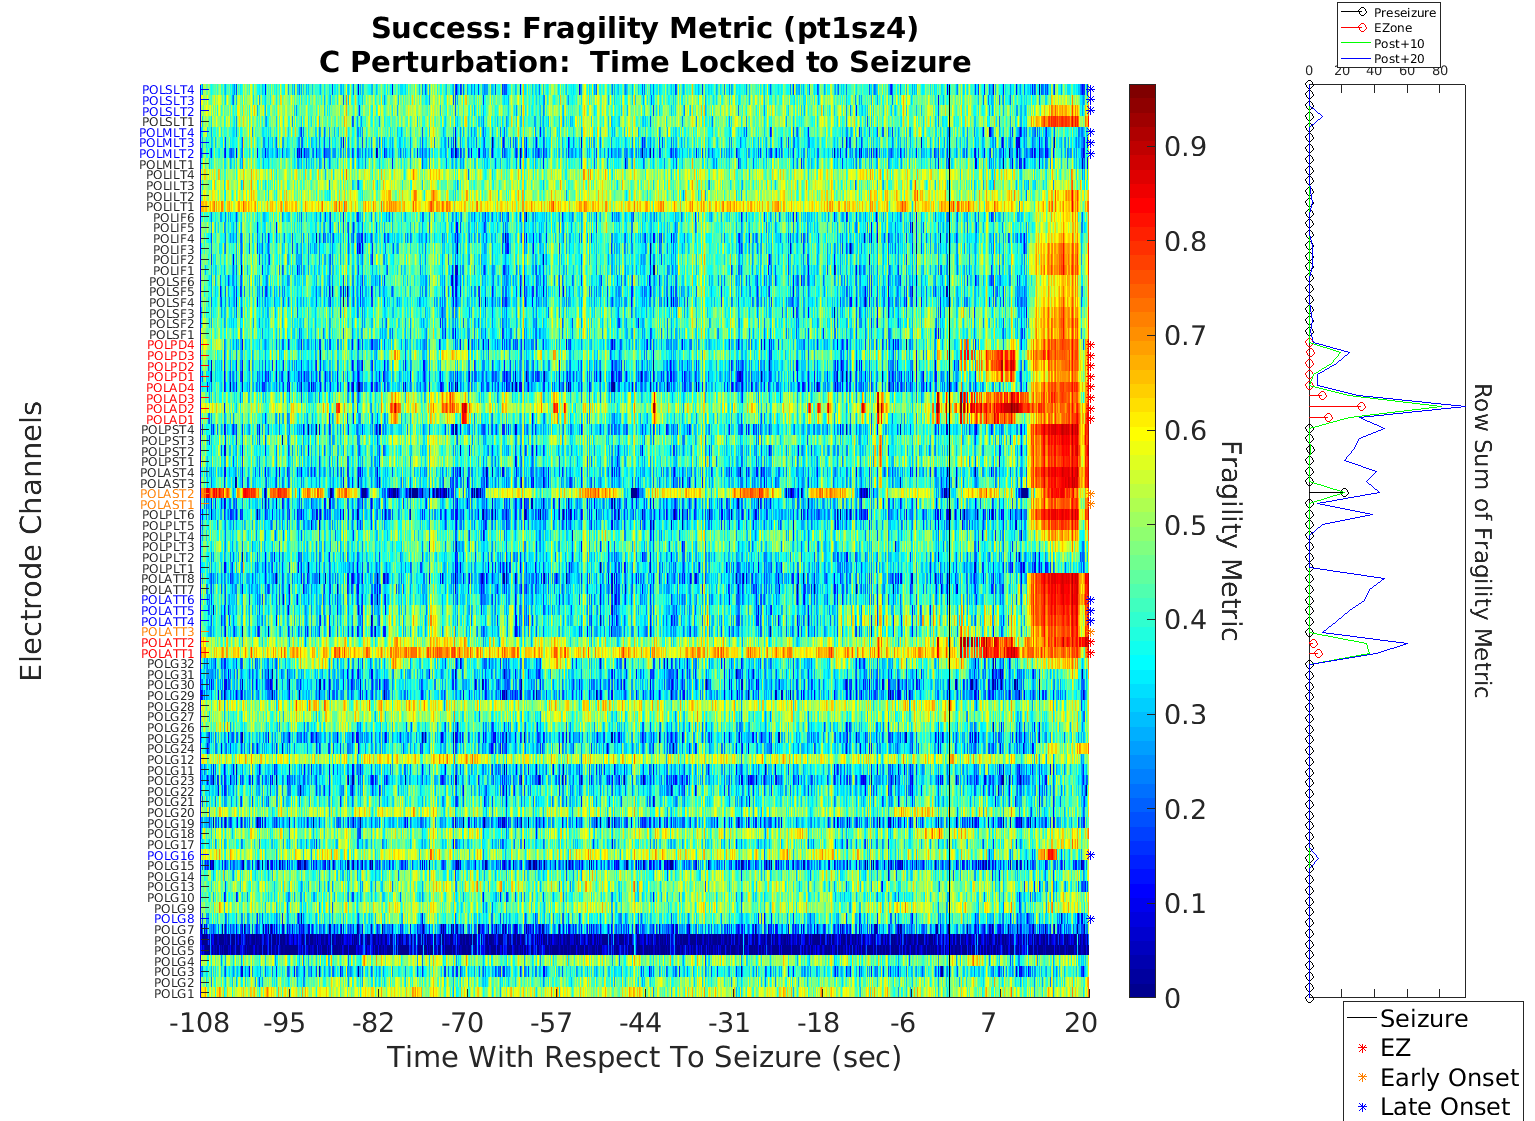 Success: Fragility Metric (pt1sz4)
C Perturbation:  Time Locked to Seizure
Electrode Channels
POLSLT4
POLSLT3
POLSLT2
POLSLT1
POLMLT4
POLMLT3
POLMLT2
POLMLT1
POLILT4
POLILT3
POLILT2
POLILT1
POLIF6
POLIF5
POLIF4
POLIF3
POLIF2
POLIF1
POLSF6
POLSF5
POLSF4
POLSF3
POLSF2
POLSF1
POLPD4
POLPD3
POLPD2
POLPD1
POLAD4
POLAD3
POLAD2
POLAD1
POLPST4
POLPST3
POLPST2
POLPST1
POLAST4
POLAST3
POLAST2
POLAST1
POLPLT6
POLPLT5
POLPLT4
POLPLT3
POLPLT2
POLPLT1
POLATT8
POLATT7
POLATT6
POLATT5
POLATT4
POLATT3
POLATT2
POLATT1
POLG32
POLG31
POLG30
POLG29
POLG28
POLG27
POLG26
POLG25
POLG24
POLG12
POLG11
POLG23
POLG22
POLG21
POLG20
POLG19
POLG18
POLG17
POLG16
POLG15
POLG14
POLG13
POLG10
POLG9
POLG8
POLG7
POLG6
POLG5
POLG4
POLG3
POLG2
POLG1
-108 -95 -82 -70 -57 -44 -31 -18 -6 7 20
Time With Respect To Seizure (sec)
0.9
0.8
0.7
0.6
0.5
0.4
0.3
0.2
0.1
0
Fragility Metric
Preseizure
EZone
Post+10
Post+20
0 20 40 60 80
Row Sum of Fragility Metric
Seizure
EZ
Early Onset
Late Onset